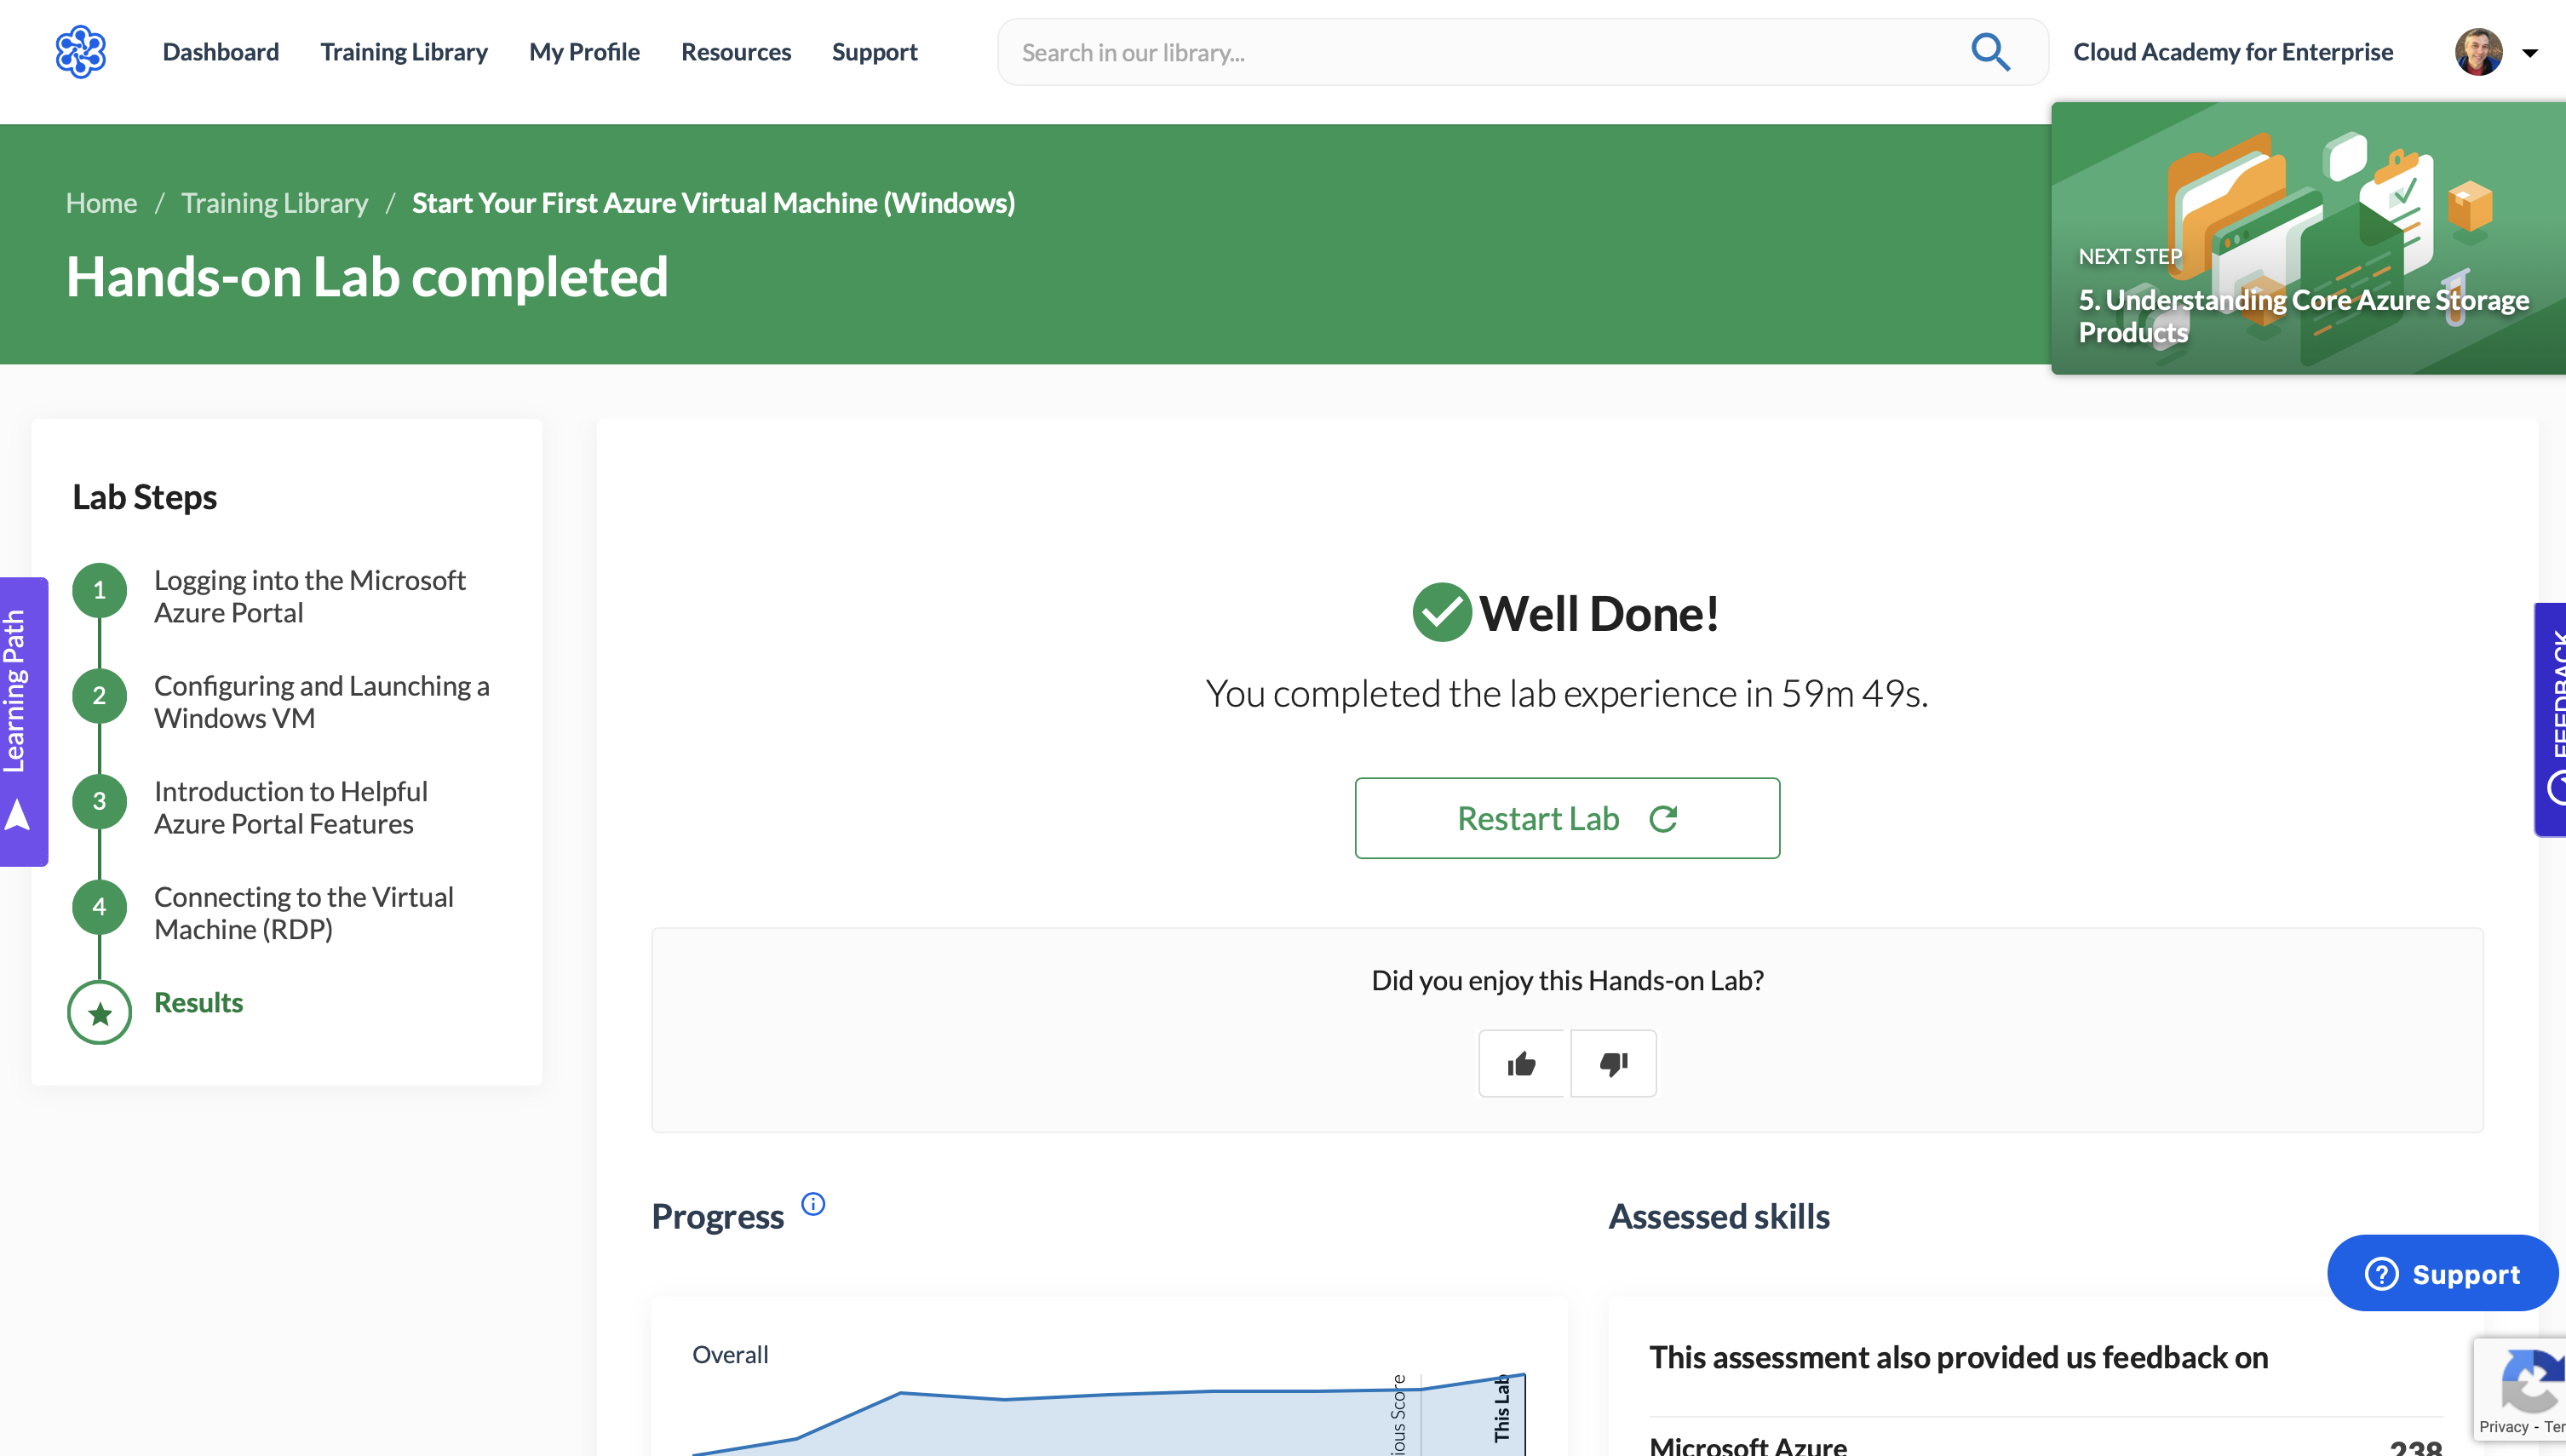 Dashboard
Training Library
My Profile
Resources
Support
Search in our library...
Cloud Academy for Enterprise
Home / Training Library / Start Your First Azure Virtual Machine (Windows)
Hands-on Lab completed
NEXT STEP
5. Understanding Core Azure Storage
Products
Learning Path
Lab Steps
1
Logging into the Microsoft
Azure Portal
2
Configuring and Launching a
Windows VM
3
Introduction to Helpful
Azure Portal Features
4
Connecting to the Virtual
Machine (RDP)
Results
Well Done!
You completed the lab experience in 59m 49s.
Restart Lab
FEEDBACK
Did you enjoy this Hands-on Lab?
Progress
Overall
Score
This Lab
Assessed skills
Support
This assessment also provided us feedback on
Microsoft Azure
238
Privacy -